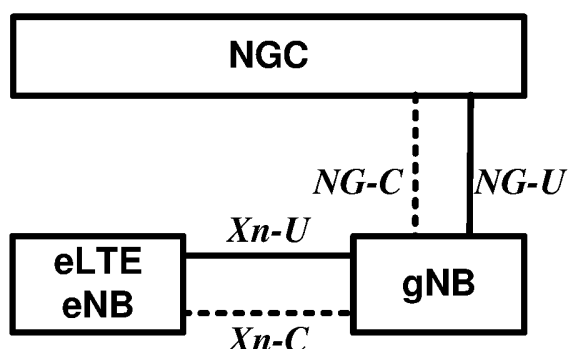 NGC
NG-C
NG-U
Xn-U
eLTE
eNB
gNB
Xn-C